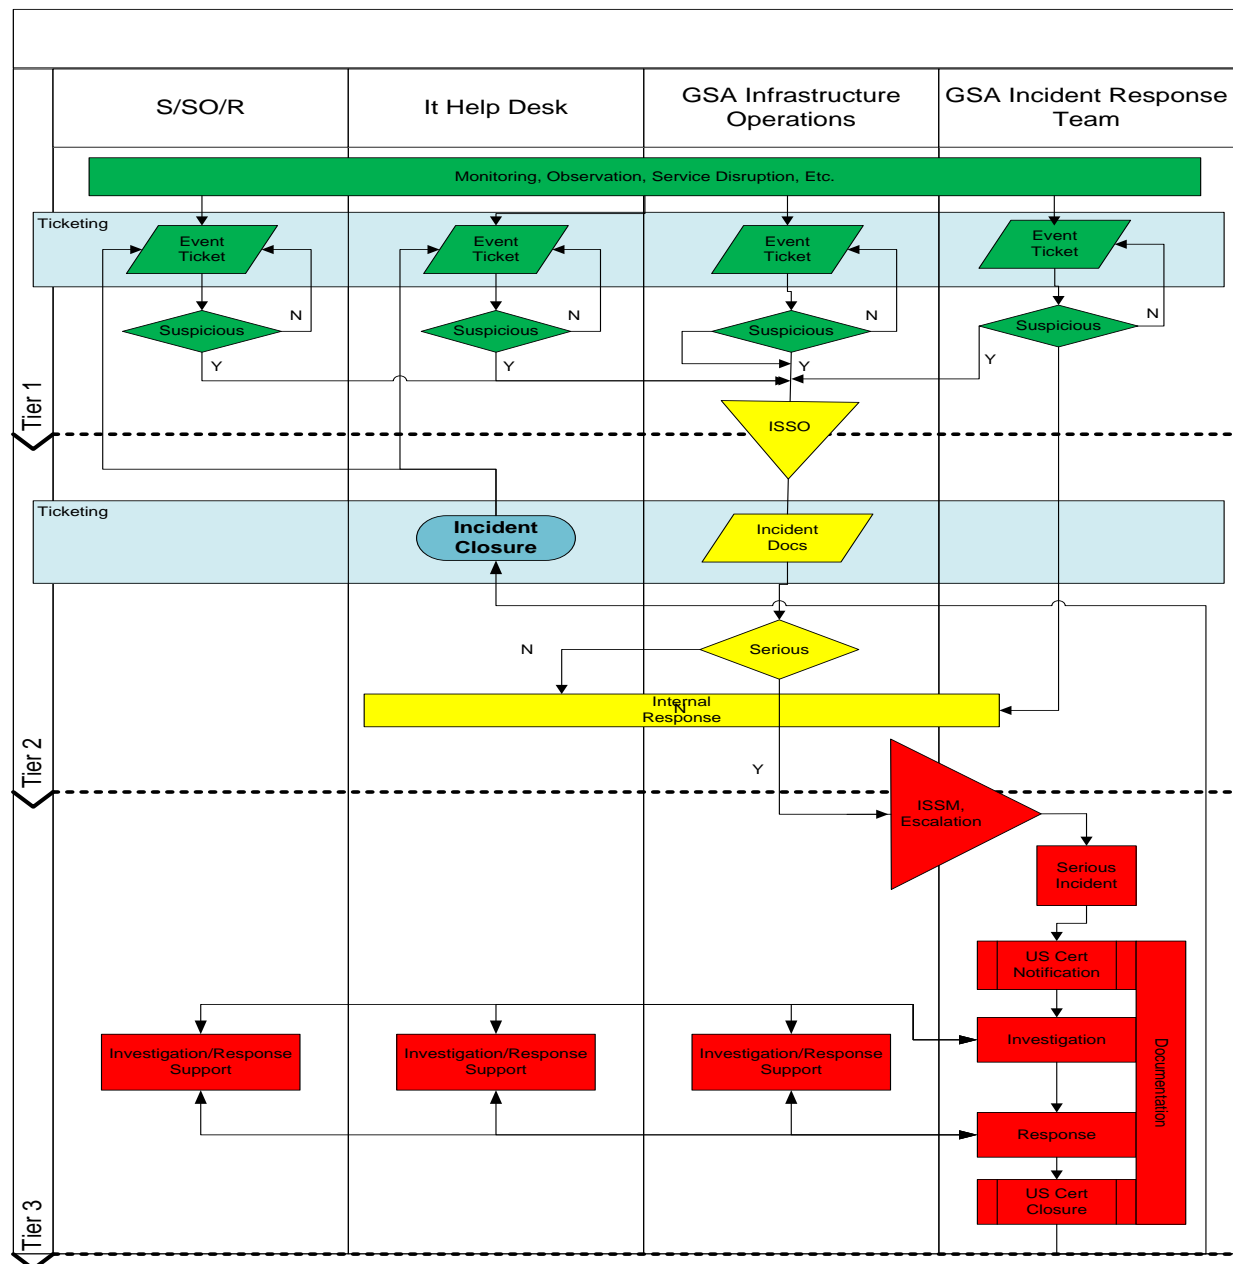 S/SO/R
It Help Desk
GSA Infrastructure
Operations
GSA Incident Response
Team
Monitoring, Observation, Service Disruption, Etc.
Ticketing
Event
Ticket
Event
Ticket
Event
Ticket
Event
Ticket
Suspicious
N
Suspicious
N
Suspicious
N
Suspicious
N
Y
Y
Y
Y
Tier 1
ISSO
Ticketing
Incident
Closure
Incident
Docs
N
Serious
Internal
N
Response
Y
Tier 2
ISSM,
Escalation
Serious
Incident
US Cert
Notification
Investigation/Response
Support
Investigation/Response
Support
Investigation/Response
Support
Investigation
Documentation
Response
US Cert
Closure
Tier 3